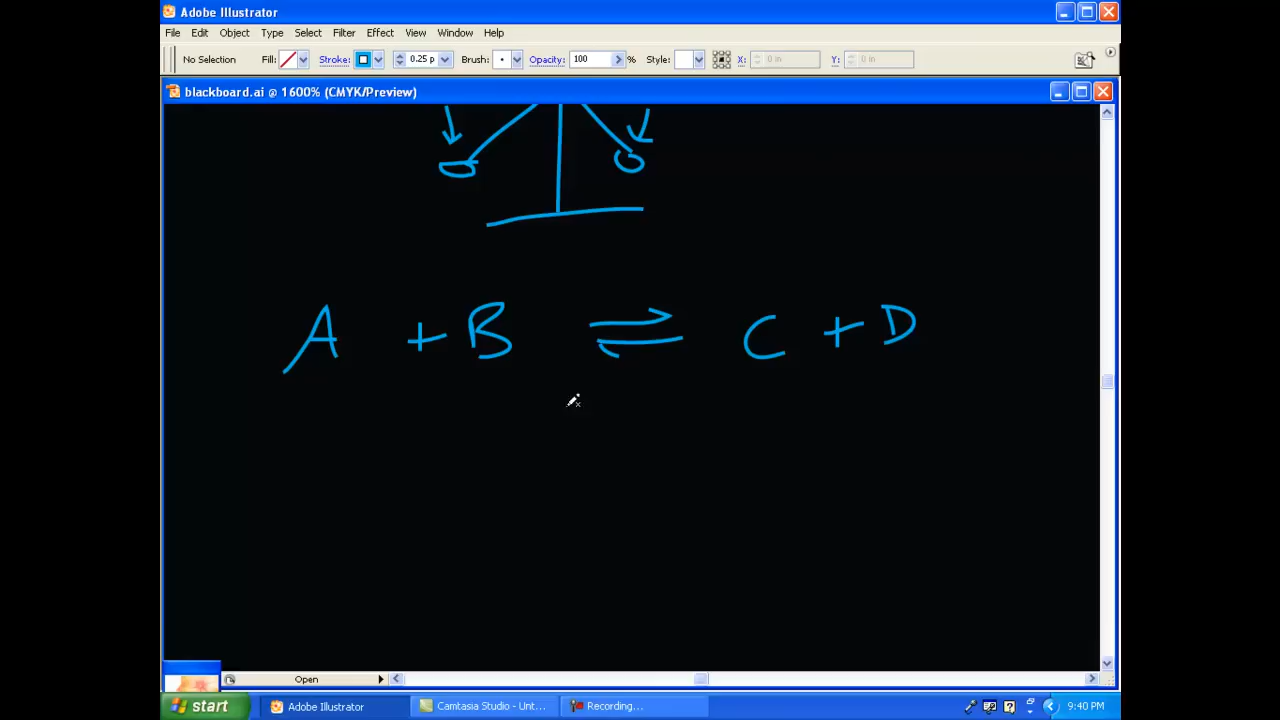 Adobe Illustrator
File Edit Object Type Select Filter Effect View Window Help
No Selection Fill: Stroke: 0.25 p Brush: Opacity: 100 % Style: X: 0 m Y: 0 m
blackboard.ai @ 1600% (CMYK/Preview)
A + B ⇌ C + D
Open
start Adobe Illustrator Camtasia Studio - Unt... Recording... 9:40 PM